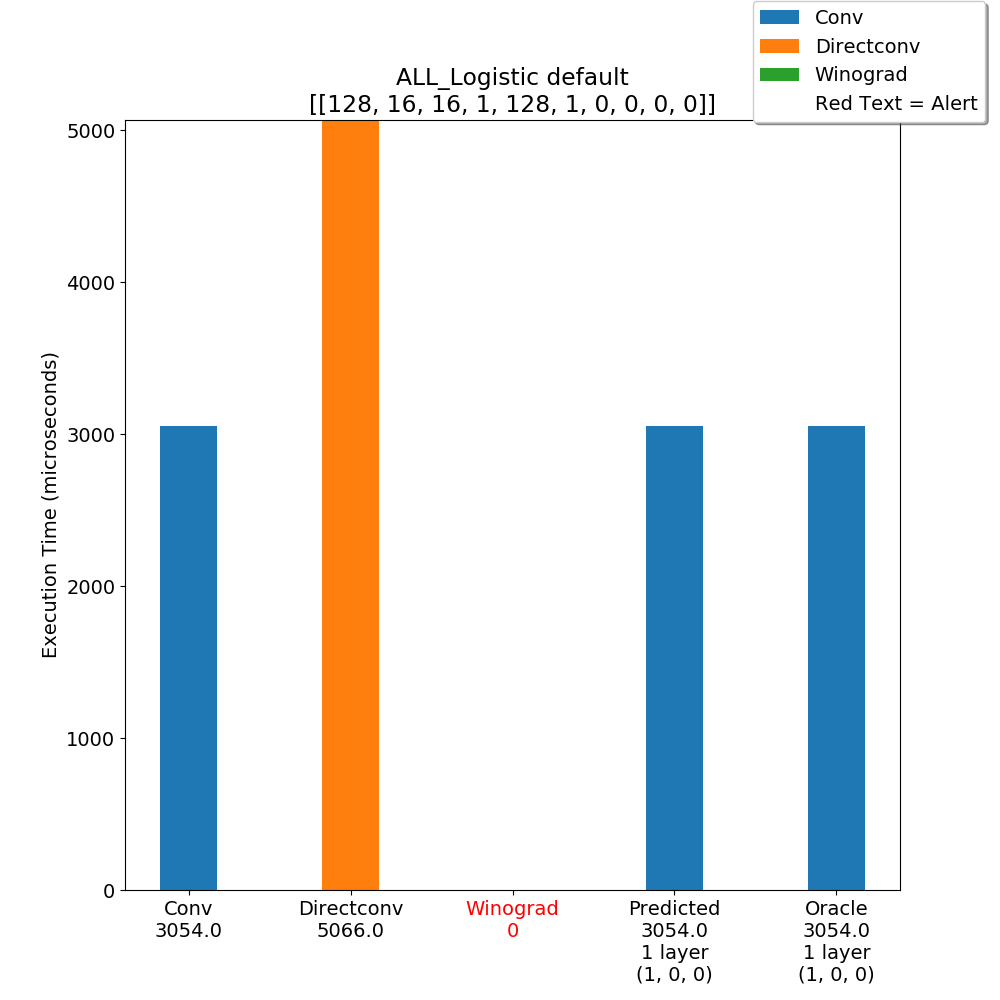 Conv
Directconv
Winograd
Red Text = Alert
ALL_Logistic default
[[128, 16, 16, 1, 128, 1, 0, 0, 0, 0]]
Execution Time (microseconds)
5000
4000
3000
2000
1000
0
Conv
3054.0
Directconv
5066.0
Winograd
0
Predicted
3054.0
1 layer
(1, 0, 0)
Oracle
3054.0
1 layer
(1, 0, 0)